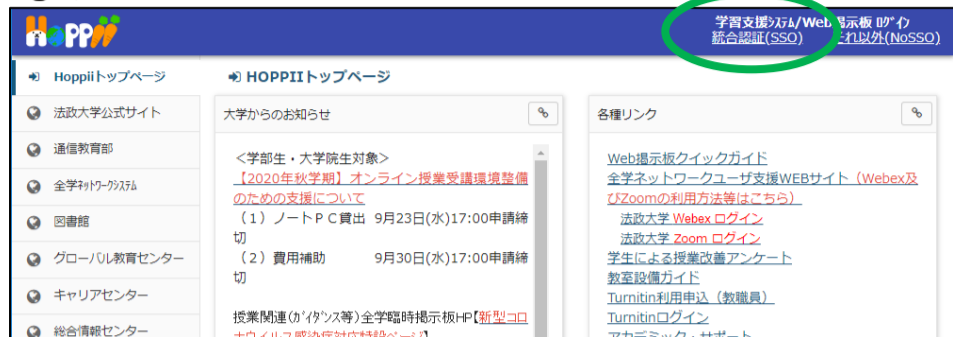 HOPPii
学習支援ｼｽﾃﾑ/Web掲示板 ﾛｸﾞｲﾝ
統合認証(SSO) それ以外(NoSSO)
Hoppiiトップページ
法政大学公式サイト
通信教育部
全学ﾈｯﾄﾜｰｸｼｽﾃﾑ
図書館
グローバル教育センター
キャリアセンター
総合情報センター
HOPPIIトップページ
大学からのお知らせ
＜学部生・大学院生対象＞
【2020年秋学期】オンライン授業受講環境整備
のための支援について
（１）ノートＰＣ貸出 9月23日(水)17:00申請締
切
（２）費用補助 9月30日(水)17:00申請締
切
授業関連(ｶﾞｲﾀﾞﾝｽ等)全学臨時掲示板HP【新型コロ
ナウイルス感染症対応特設ページ】
各種リンク
Web掲示板クイックガイド
全学ネットワークユーザ支援WEBサイト（Webex及
びZoomの利用方法等はこちら）
法政大学 Webex ログイン
法政大学 Zoom ログイン
学生による授業改善アンケート
教室設備ガイド
Turnitin利用申込（教職員）
Turnitinログイン
アカデミック・サポート